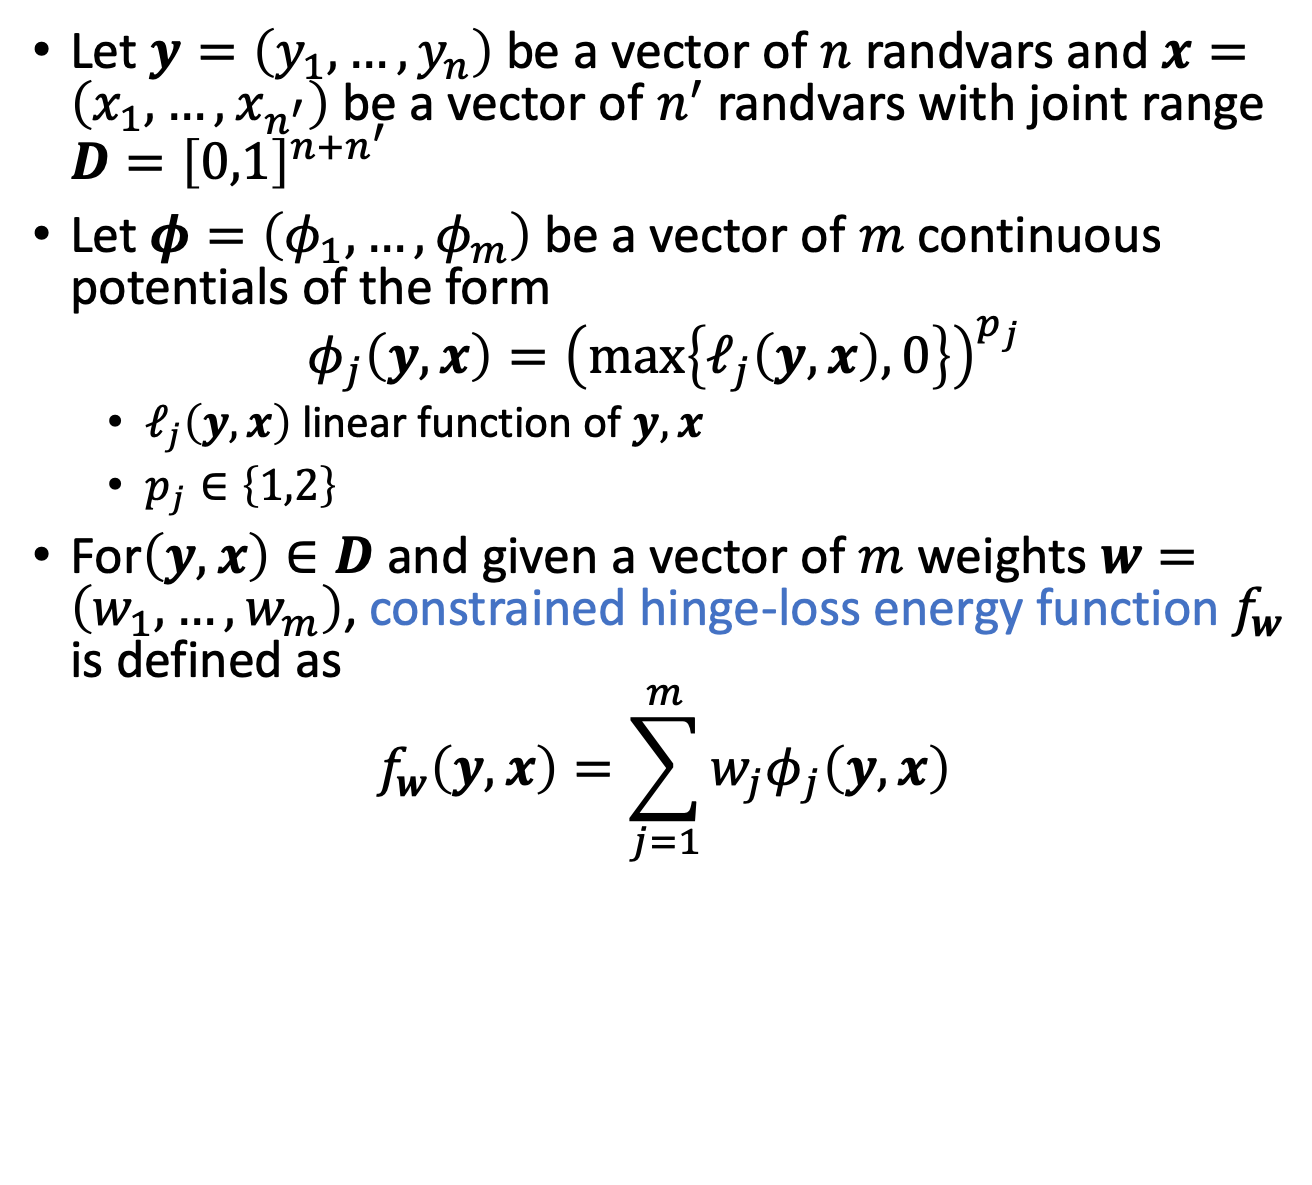 • Let 𝒚 = (𝑦₁, … , 𝑦ₙ) be a vector of 𝑛 randvars and 𝒙 =
(𝑥₁, … , 𝑥_{𝑛′}) be a vector of 𝑛′ randvars with joint range
𝑫 = [0,1]^{𝑛+𝑛′}
• Let 𝝓 = (𝜙₁, … , 𝜙ₘ) be a vector of 𝑚 continuous
potentials of the form
𝜙ⱼ(𝒚, 𝒙) = (max{ℓⱼ(𝒚, 𝒙), 0})^{𝑝ⱼ}
• ℓⱼ(𝒚, 𝒙) linear function of 𝒚, 𝒙
• 𝑝ⱼ ∈ {1,2}
• For(𝒚, 𝒙) ∈ 𝑫 and given a vector of 𝑚 weights 𝒘 =
(𝑤₁, … , 𝑤ₘ), constrained hinge-loss energy function 𝑓_𝒘
is defined as
𝑓_𝒘(𝒚, 𝒙) = ∑_{𝑗=1}^{𝑚} 𝑤ⱼ𝜙ⱼ(𝒚, 𝒙)